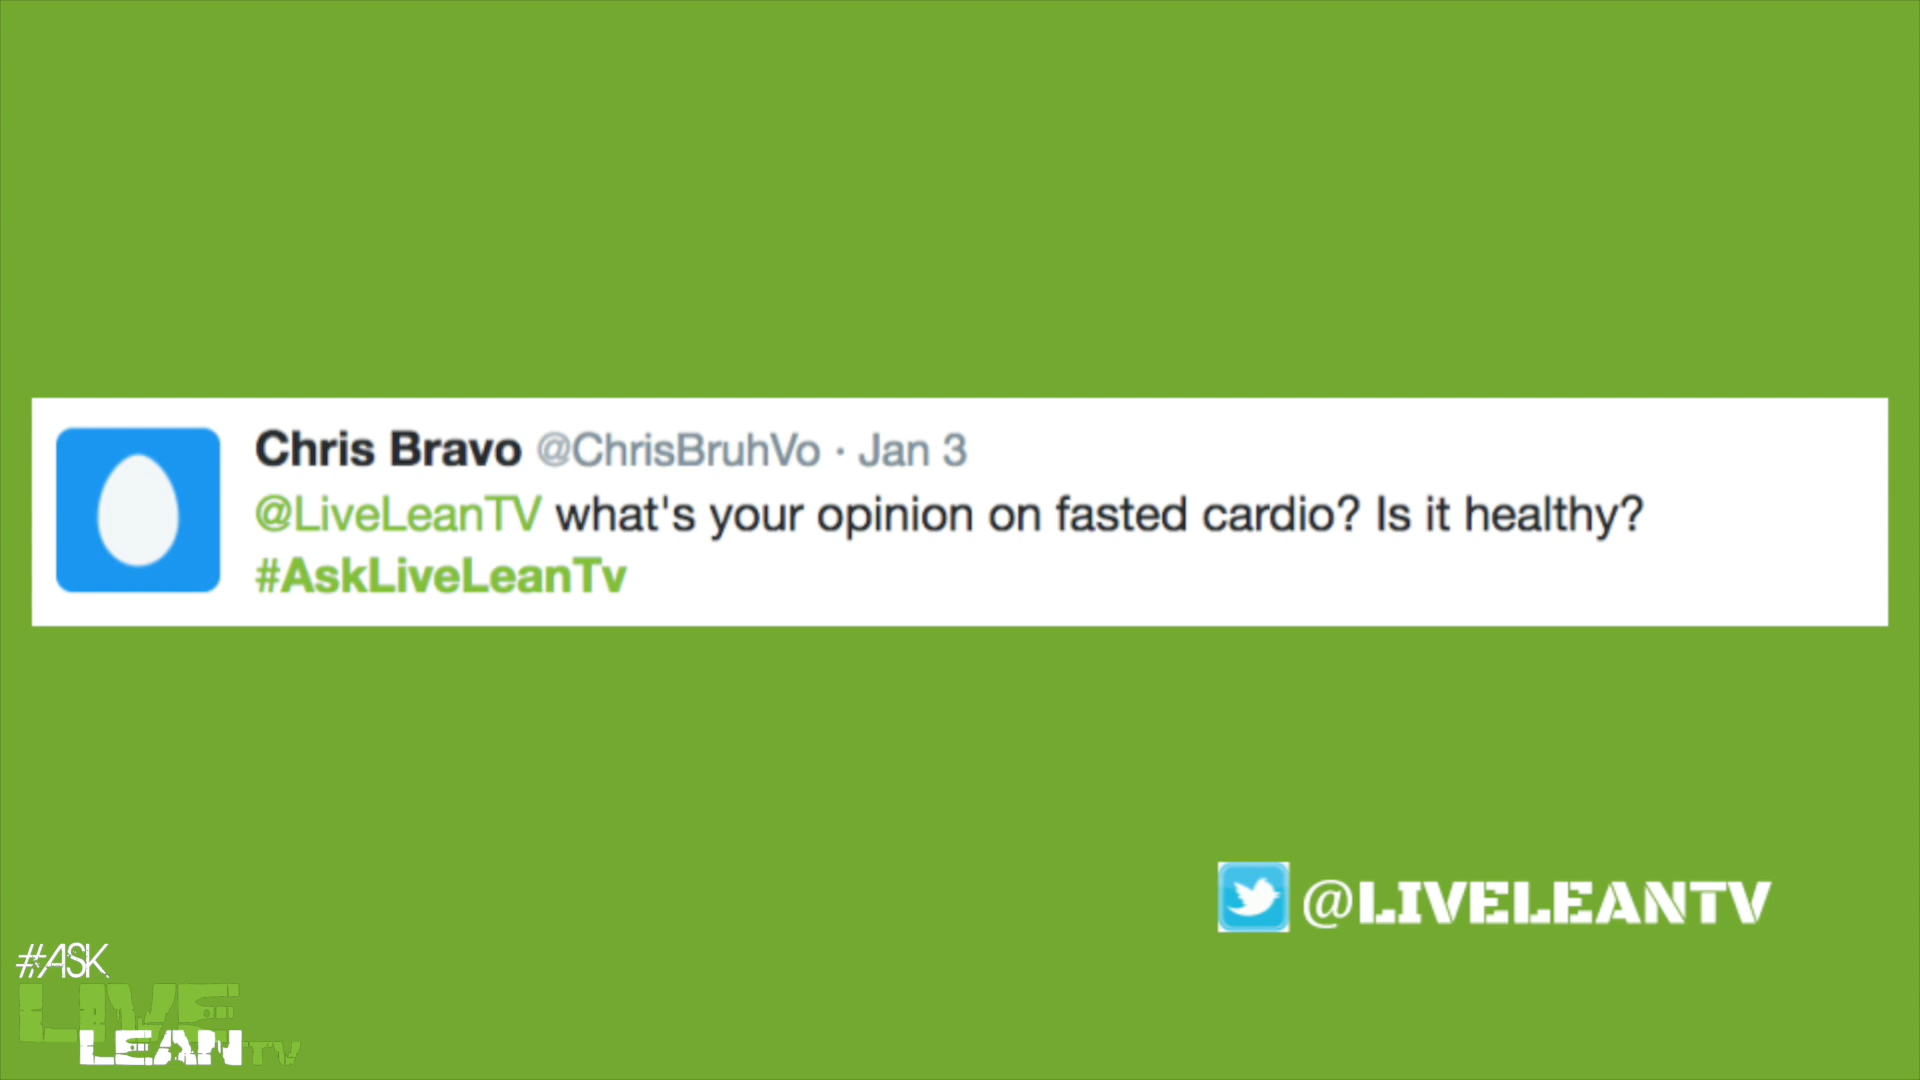 Chris Bravo @ChrisBruhVo · Jan 3
@LiveLeanTV what's your opinion on fasted cardio? Is it healthy?
#AskLiveLeanTv
@LIVELEANTV
#ASK
LIVE
LEAN TV